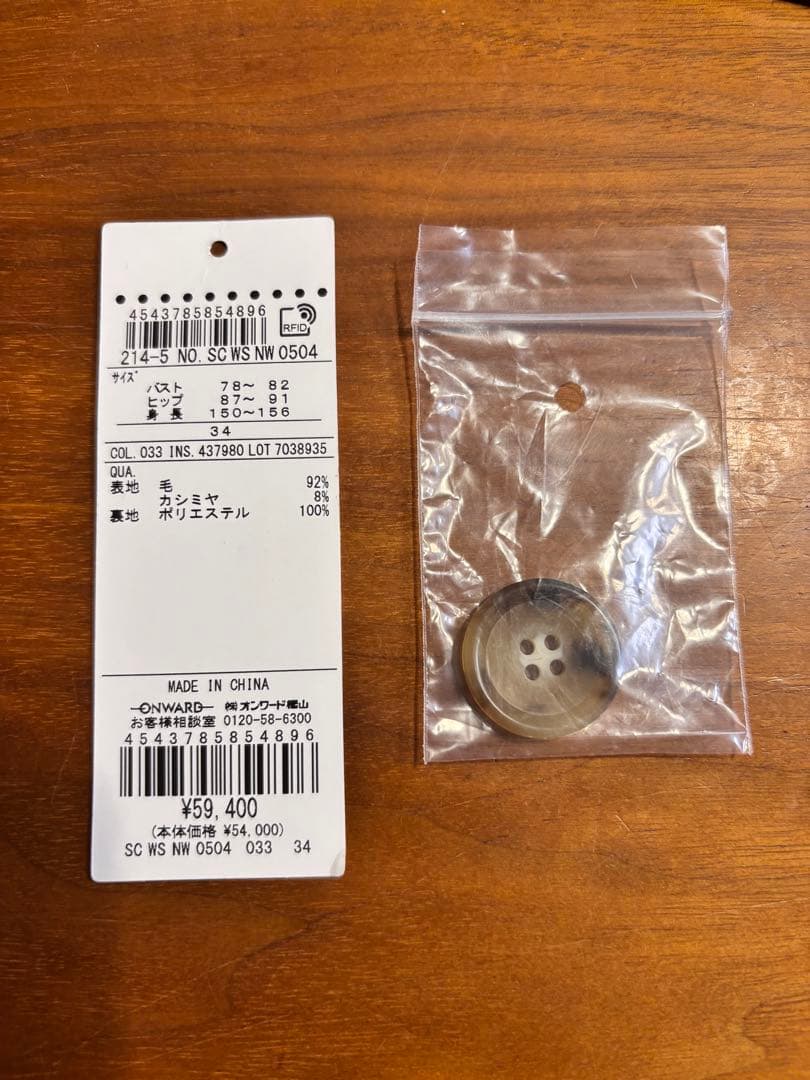 4543785854896
RFID
214-5 NO. SC WS NW 0504
サイズ
バスト 78〜 82
ヒップ 87〜 91
身長 150〜156
34
COL. 033 INS. 437980 LOT 7038935
QUA.
表地 毛 92%
カシミヤ 8%
裏地 ポリエステル 100%
MADE IN CHINA
ONWARD ㈱オンワード樫山
お客様相談室 0120-58-6300
4543785854896
¥59,400
(本体価格 ¥54,000)
SC WS NW 0504 033 34